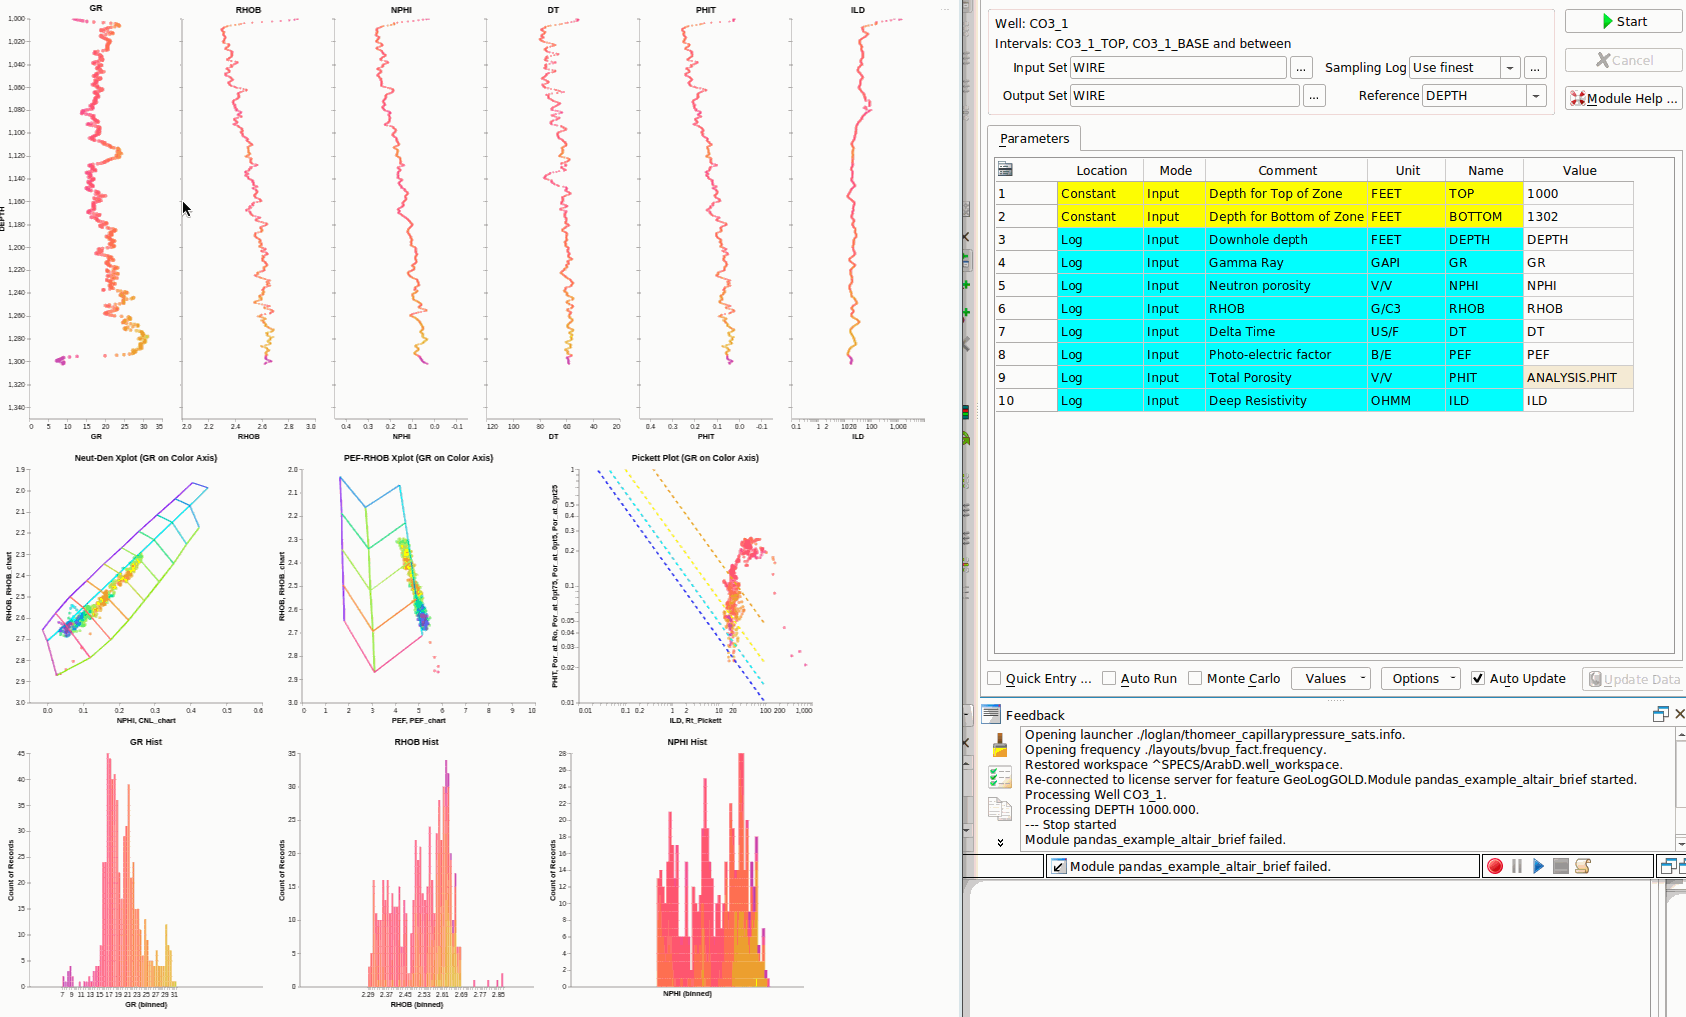 GR RHOB NPHI DT PHIT ILD
1,000
1,020
1,040
1,060
1,080
1,100
1,120
1,140
1,160
1,180
1,200
1,220
1,240
1,260
1,280
1,300
1,320
1,340
DEPTH
0 5 10 15 20 25 30 35
2.0 2.2 2.4 2.6 2.8 3.0
0.4 0.3 0.2 0.1 0.0 -0.1
120 100 80 60 40 20
0.4 0.3 0.2 0.1 0.0 -0.1
0.1 1 2 10 20 100 1,000
GR RHOB NPHI DT PHIT ILD
Neut-Den Xplot (GR on Color Axis)
1.9
2.0
2.1
2.2
2.3
2.4
2.5
2.6
2.7
2.8
2.9
3.0
RHOB, RHOB_chart
0.0 0.1 0.2 0.3 0.4 0.5 0.6
NPHI, CNL_chart
PEF-RHOB Xplot (GR on Color Axis)
2.0
2.1
2.2
2.3
2.4
2.5
2.6
2.7
2.8
2.9
3.0
RHOB, RHOB_chart
0 1 2 3 4 5 6 7 8 9 10
PEF, PEF_chart
Pickett Plot (GR on Color Axis)
1
0.5
0.4
0.3
0.2
0.1
0.05
0.04
0.03
0.02
0.01
PHIT, Por_at_Ro, Por_at_0pt75, Por_at_0pt5, Por_at_0pt25
0.01 0.1 0.2 1 2 10 20 100 200 1,000
ILD, Rt_Pickett
GR Hist
45
40
35
30
25
20
15
10
5
0
Count of Records
7 9 11 13 15 17 19 21 23 25 27 29 31
GR (binned)
RHOB Hist
35
30
25
20
15
10
5
0
Count of Records
2.29 2.37 2.45 2.53 2.61 2.69 2.77 2.85
RHOB (binned)
NPHI Hist
28
26
24
22
20
18
16
14
12
10
8
6
4
2
0
Count of Records
NPHI (binned)
Well: CO3_1
Intervals: CO3_1_TOP, CO3_1_BASE and between
Input Set WIRE ... Sampling Log Use finest ...
Output Set WIRE ... Reference DEPTH
Start
Cancel
Module Help ...
Parameters
Location Mode Comment Unit Name Value
1 Constant Input Depth for Top of Zone FEET TOP 1000
2 Constant Input Depth for Bottom of Zone FEET BOTTOM 1302
3 Log Input Downhole depth FEET DEPTH DEPTH
4 Log Input Gamma Ray GAPI GR GR
5 Log Input Neutron porosity V/V NPHI NPHI
6 Log Input RHOB G/C3 RHOB RHOB
7 Log Input Delta Time US/F DT DT
8 Log Input Photo-electric factor B/E PEF PEF
9 Log Input Total Porosity V/V PHIT ANALYSIS.PHIT
10 Log Input Deep Resistivity OHMM ILD ILD
Quick Entry ... Auto Run Monte Carlo Values Options Auto Update Update Data
Feedback
Opening launcher ./loglan/thomeer_capillarypressure_sats.info.
Opening frequency ./layouts/bvup_fact.frequency.
Restored workspace ^SPECS/ArabD.well_workspace.
Re-connected to license server for feature GeoLogGOLD.Module pandas_example_altair_brief started.
Processing Well CO3_1.
Processing DEPTH 1000.000.
--- Stop started
Module pandas_example_altair_brief failed.
Module pandas_example_altair_brief failed.